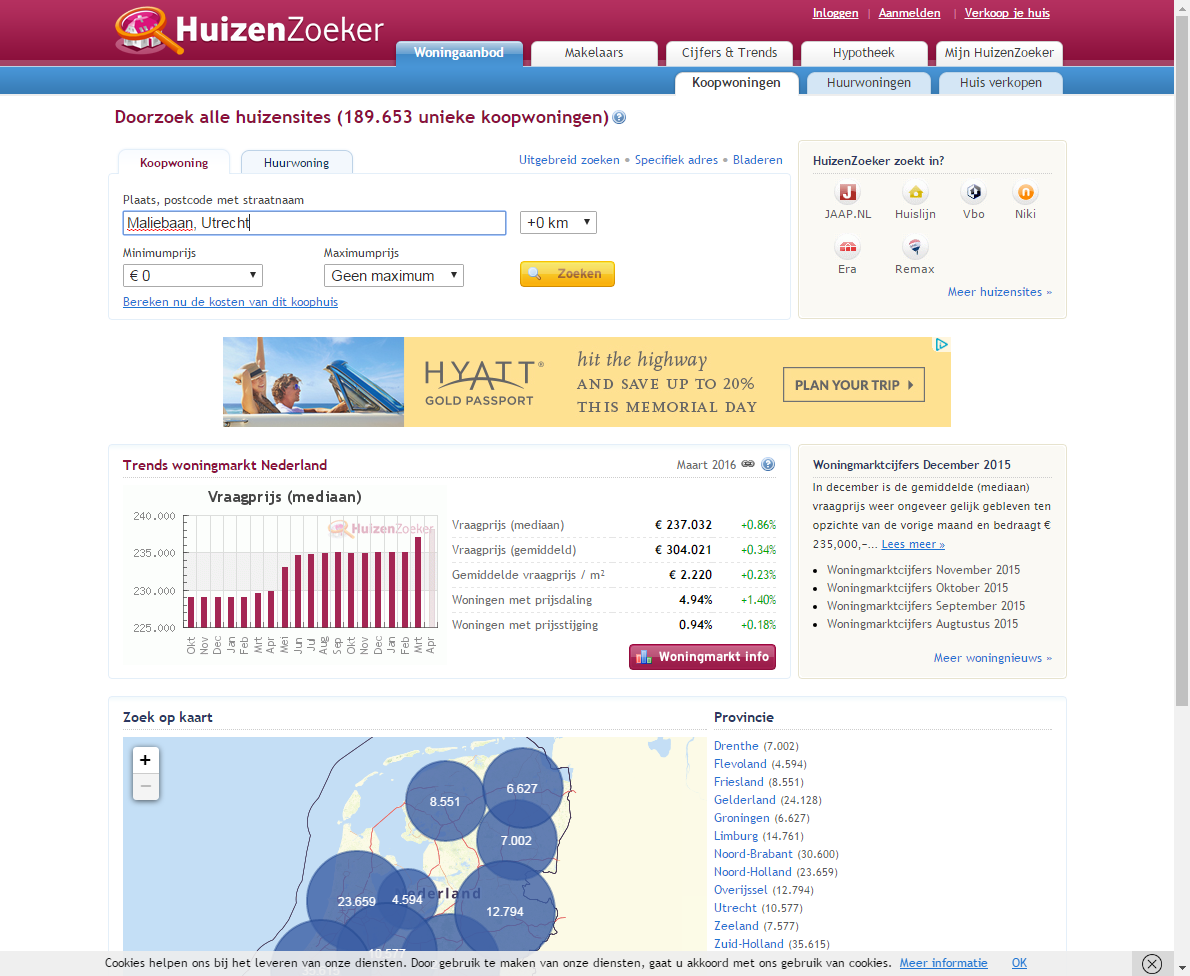 Inloggen | Aanmelden | Verkoop je huis
HuizenZoeker
Woningaanbod Makelaars Cijfers & Trends Hypotheek Mijn HuizenZoeker
Koopwoningen Huurwoningen Huis verkopen
Doorzoek alle huizensites (189.653 unieke koopwoningen) ?
Koopwoning Huurwoning
Uitgebreid zoeken • Specifiek adres • Bladeren
Plaats, postcode met straatnaam
Maliebaan, Utrecht +0 km
Minimumprijs Maximumprijs
€ 0 Geen maximum Zoeken
Bereken nu de kosten van dit koophuis
HuizenZoeker zoekt in?
JAAP.NL Huislijn Vbo Niki
Era Remax
Meer huizensites »
HYATT®
GOLD PASSPORT
hit the highway
AND SAVE UP TO 20%
THIS MEMORIAL DAY
PLAN YOUR TRIP
Trends woningmarkt Nederland Maart 2016 ?
Vraagprijs (mediaan)
HuizenZoeker
240.000
235.000
230.000
225.000
Okt Nov Dec Jan Feb Mrt Apr Mei Jun Jul Aug Sep Okt Nov Dec Jan Feb Mrt Apr
Vraagprijs (mediaan) € 237.032 +0.86%
Vraagprijs (gemiddeld) € 304.021 +0.34%
Gemiddelde vraagprijs / m² € 2.220 +0.23%
Woningen met prijsdaling 4.94% +1.40%
Woningen met prijsstijging 0.94% +0.18%
Woningmarkt info
Woningmarktcijfers December 2015
In december is de gemiddelde (mediaan)
vraagprijs weer ongeveer gelijk gebleven ten
opzichte van de vorige maand en bedraagt €
235,000,-... Lees meer »
• Woningmarktcijfers November 2015
• Woningmarktcijfers Oktober 2015
• Woningmarktcijfers September 2015
• Woningmarktcijfers Augtustus 2015
Meer woningnieuws »
Zoek op kaart
+
−
8.551
6.627
7.002
23.659
4.594
12.794
10.577
35.615
Provincie
Drenthe (7.002)
Flevoland (4.594)
Friesland (8.551)
Gelderland (24.128)
Groningen (6.627)
Limburg (14.761)
Noord-Brabant (30.600)
Noord-Holland (23.659)
Overijssel (12.794)
Utrecht (10.577)
Zeeland (7.577)
Zuid-Holland (35.615)
Cookies helpen ons bij het leveren van onze diensten. Door gebruik te maken van onze diensten, gaat u akkoord met ons gebruik van cookies. Meer informatie OK